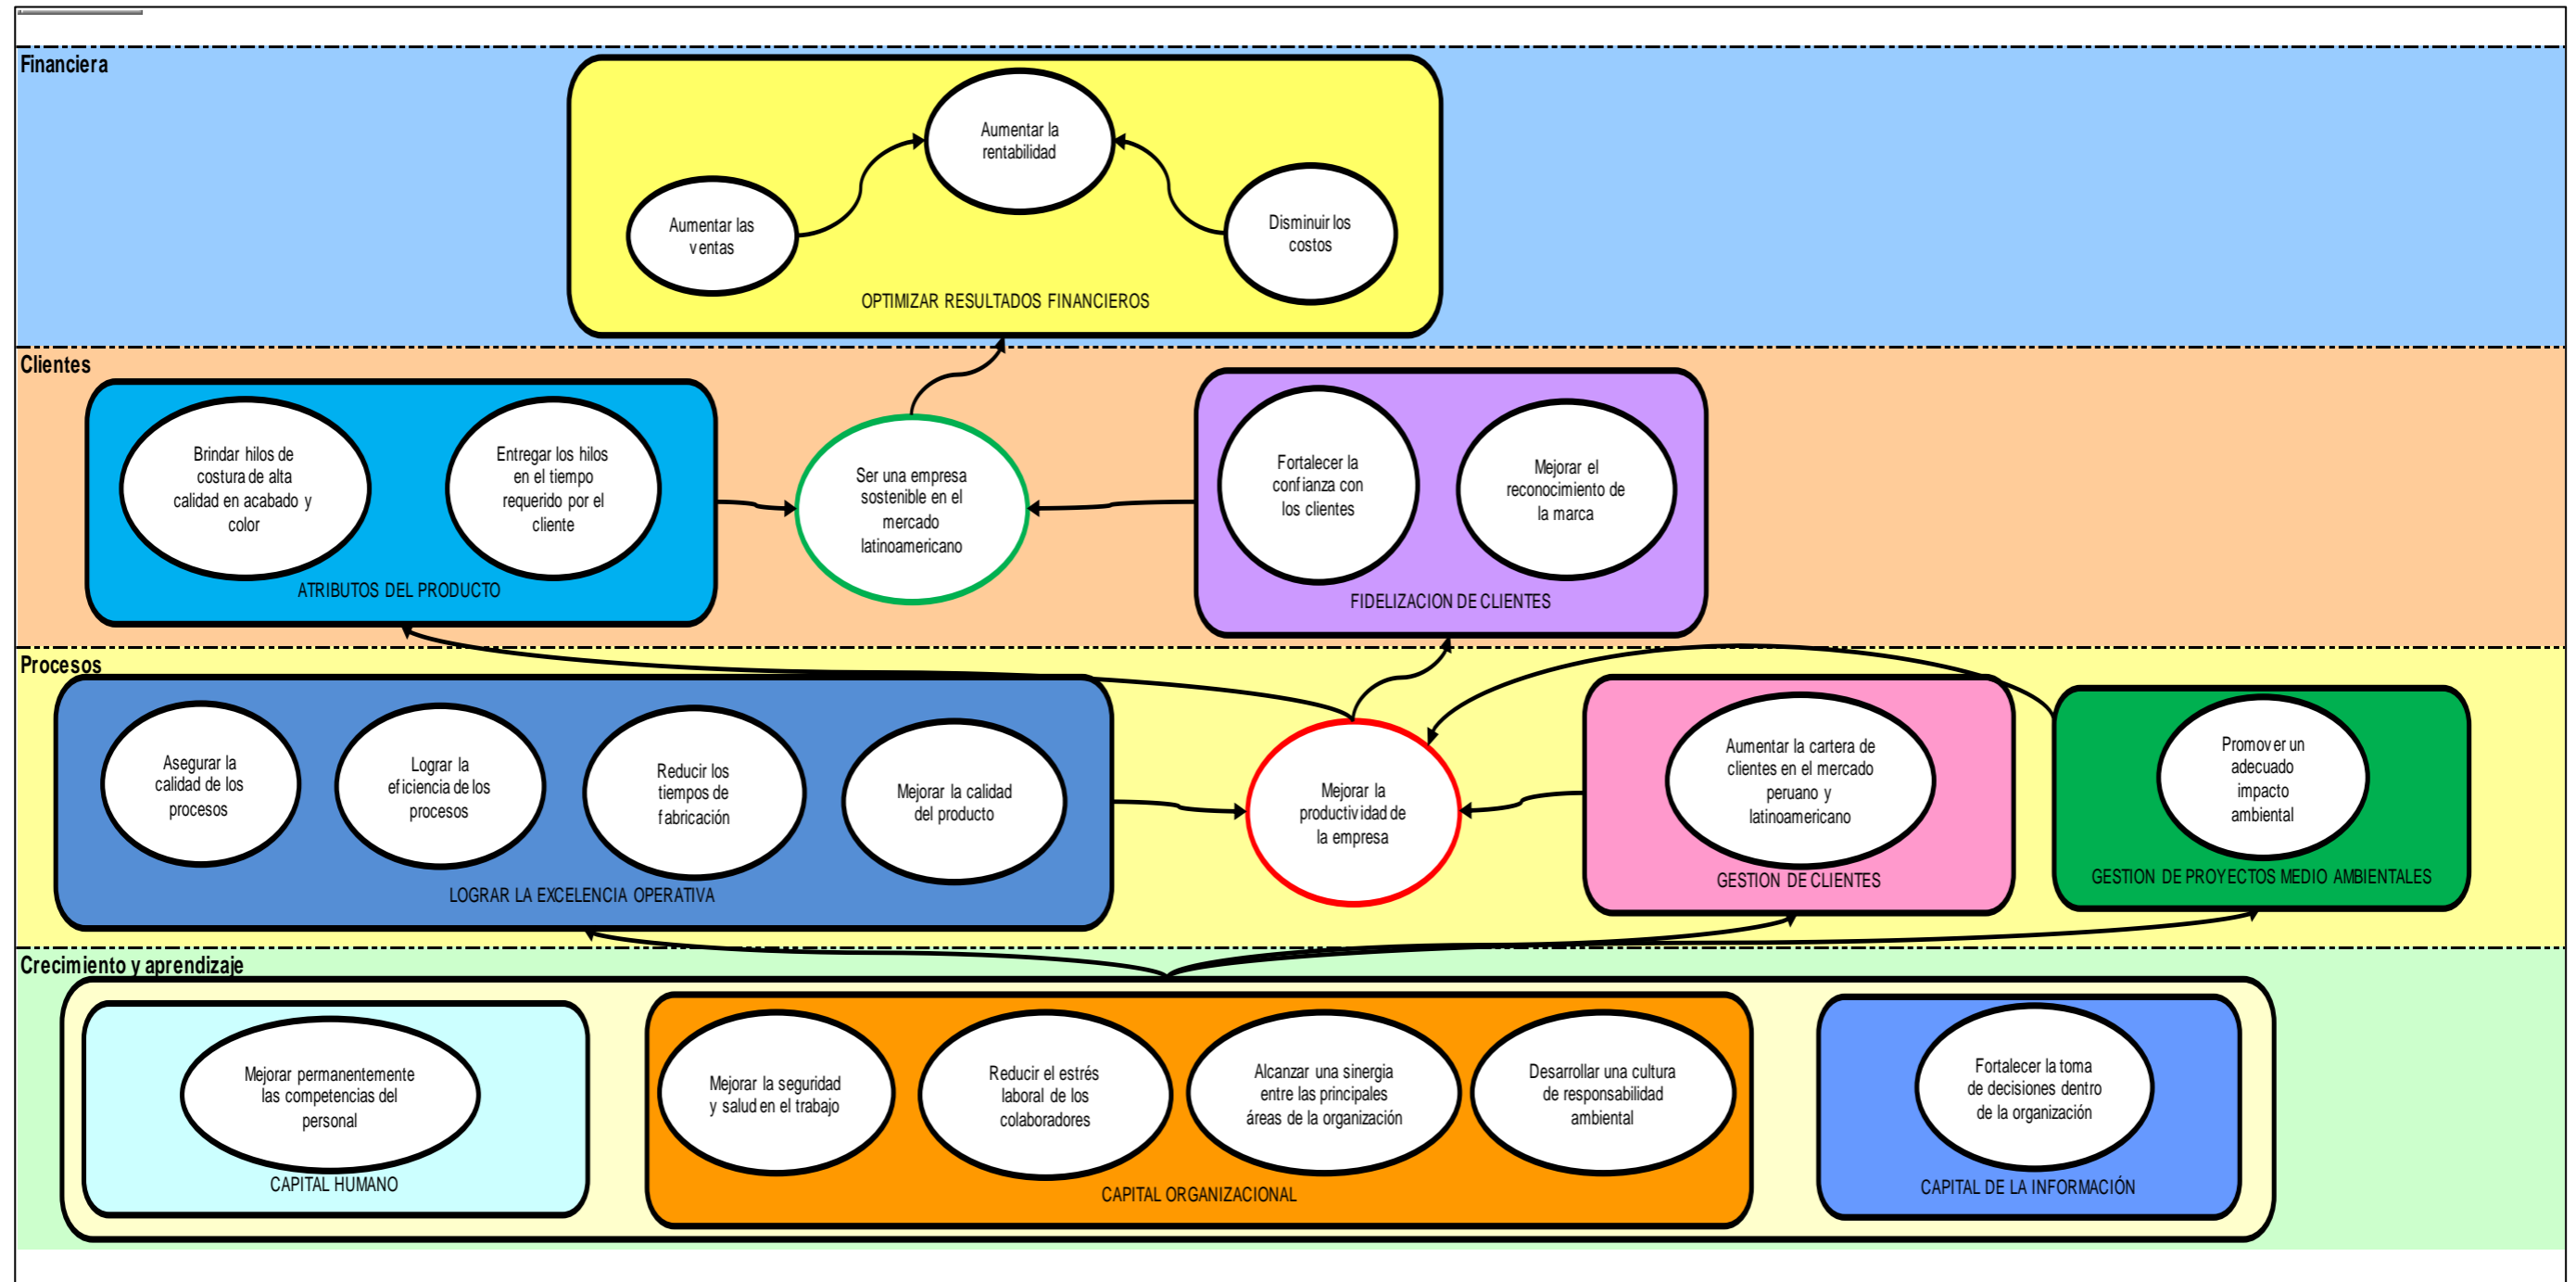 Financiera
Aumentar la
rentabilidad
Aumentar las
ventas
Disminuir los
costos
OPTIMIZAR RESULTADOS FINANCIEROS
Clientes
Brindar hilos de
costura de alta
calidad en acabado y
color
Entregar los hilos
en el tiempo
requerido por el
cliente
ATRIBUTOS DEL PRODUCTO
Ser una empresa
sostenible en el
mercado
latinoamericano
Fortalecer la
confianza con
los clientes
Mejorar el
reconocimiento de
la marca
FIDELIZACION DE CLIENTES
Procesos
Asegurar la
calidad de los
procesos
Lograr la
eficiencia de los
procesos
Reducir los
tiempos de
fabricación
Mejorar la calidad
del producto
LOGRAR LA EXCELENCIA OPERATIVA
Mejorar la
productividad de
la empresa
Aumentar la cartera de
clientes en el mercado
peruano y
latinoamericano
GESTION DE CLIENTES
Promover un
adecuado
impacto
ambiental
GESTION DE PROYECTOS MEDIO AMBIENTALES
Crecimiento y aprendizaje
Mejorar permanentemente
las competencias del
personal
CAPITAL HUMANO
Mejorar la seguridad
y salud en el trabajo
Reducir el estrés
laboral de los
colaboradores
Alcanzar una sinergia
entre las principales
áreas de la organización
Desarrollar una cultura
de responsabilidad
ambiental
CAPITAL ORGANIZACIONAL
Fortalecer la toma
de decisiones dentro
de la organización
CAPITAL DE LA INFORMACIÓN